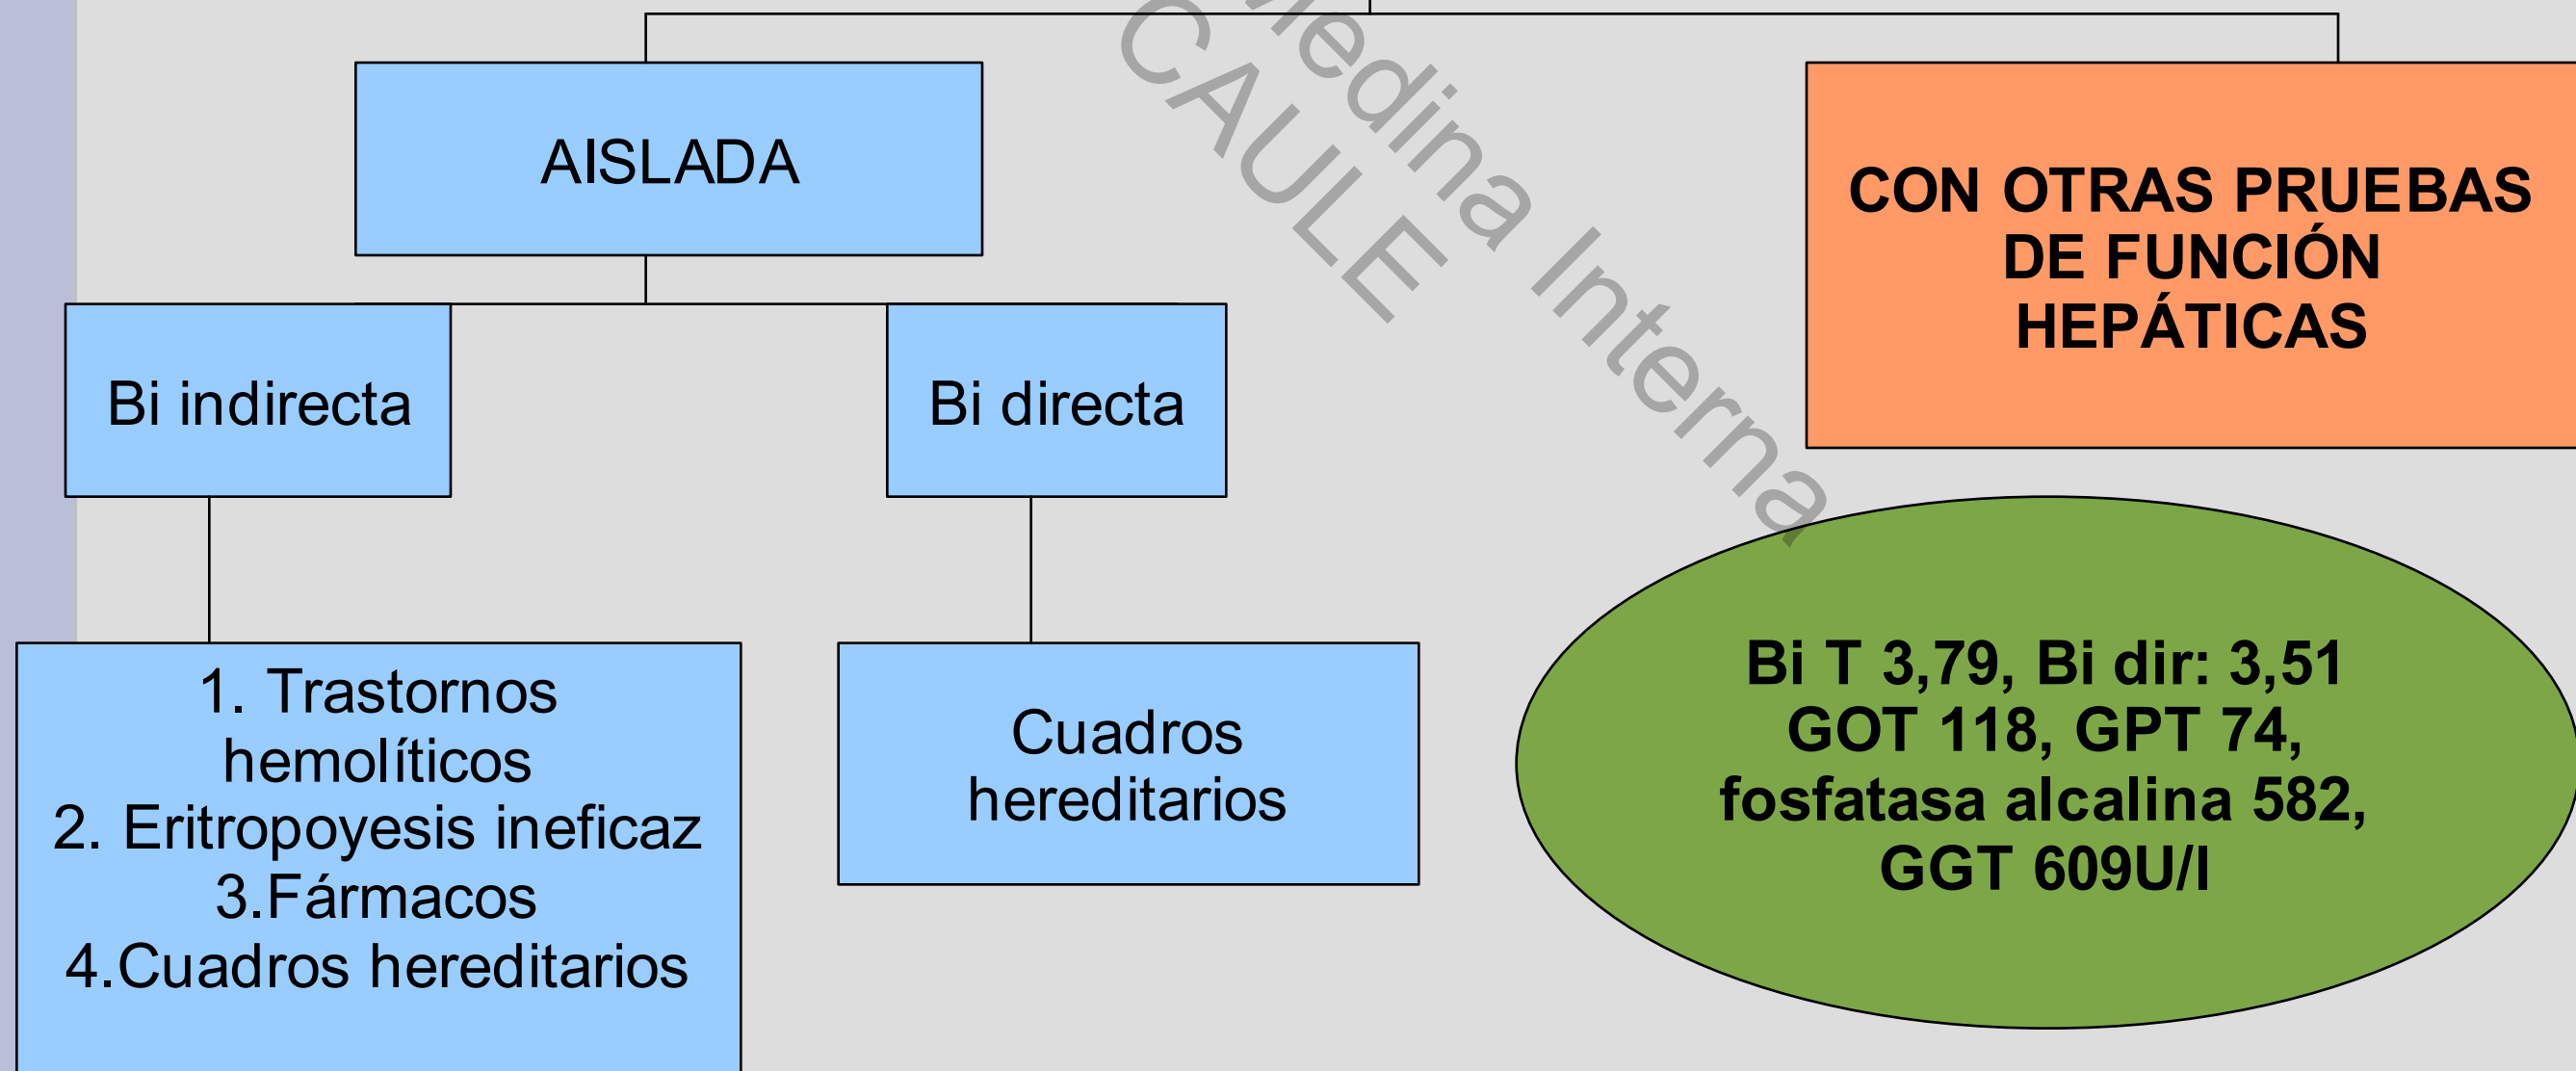 AISLADA
CON OTRAS PRUEBAS
DE FUNCIÓN
HEPÁTICAS
Bi indirecta
Bi directa
1. Trastornos
hemolíticos
2. Eritropoyesis ineficaz
3.Fármacos
4.Cuadros hereditarios
Cuadros
hereditarios
Bi T 3,79, Bi dir: 3,51
GOT 118, GPT 74,
fosfatasa alcalina 582,
GGT 609U/l
Medina Interna
CAULE